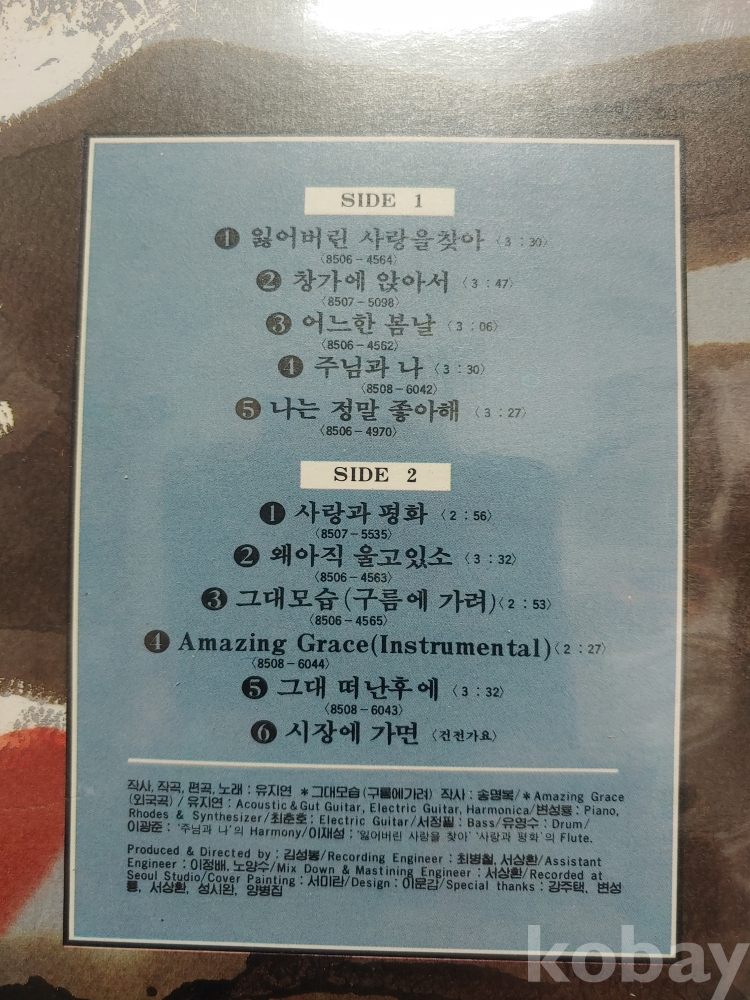 SIDE 1
❶ 잃어버린 사랑을찾아 〈3 : 30〉
〈8506－4564〉
❷ 창가에 앉아서 〈3 : 47〉
〈8507－5098〉
❸ 어느한 봄날 〈3 : 06〉
〈8506－4562〉
❹ 주님과 나 〈3 : 30〉
〈8508－6042〉
❺ 나는 정말 좋아해 〈3 : 27〉
〈8506－4970〉
SIDE 2
❶ 사랑과 평화 〈2 : 56〉
〈8507－5535〉
❷ 왜아직 울고있소 〈3 : 32〉
〈8506－4563〉
❸ 그대모습(구름에 가려)〈2 : 53〉
〈8506－4565〉
❹ Amazing Grace(Instrumental)〈2 : 27〉
〈8508－6044〉
❺ 그대 떠난후에 〈3 : 32〉
〈8508－6043〉
❻ 시장에 가면 〈건전가요〉
작사, 작곡, 편곡, 노래 : 유지연 ＊그대모습(구름에가려) 작사 : 송명복/＊Amazing Grace
(외국곡) / 유지연 : Acoustic & Gut Guitar, Electric Guitar, Harmonica/변성룡 : Piano,
Rhodes & Synthesizer/최춘호 : Electric Guitar/서정필 : Bass/유영수 : Drum/
이광준 : '주님과 나'의 Harmony/이재성 : '잃어버린 사랑을 찾아' '사랑과 평화'의 Flute.
Produced & Directed by : 김성봉/Recording Engineer : 최병철, 서상환/Assistant
Engineer : 이정배, 노양수/Mix Down & Mastining Engineer : 서상환/Recorded at
Seoul Studio/Cover Painting : 서미라/Design : 이문갑/Special thanks : 강주택, 변성
룡, 서상환, 성시완, 양병집
kobay